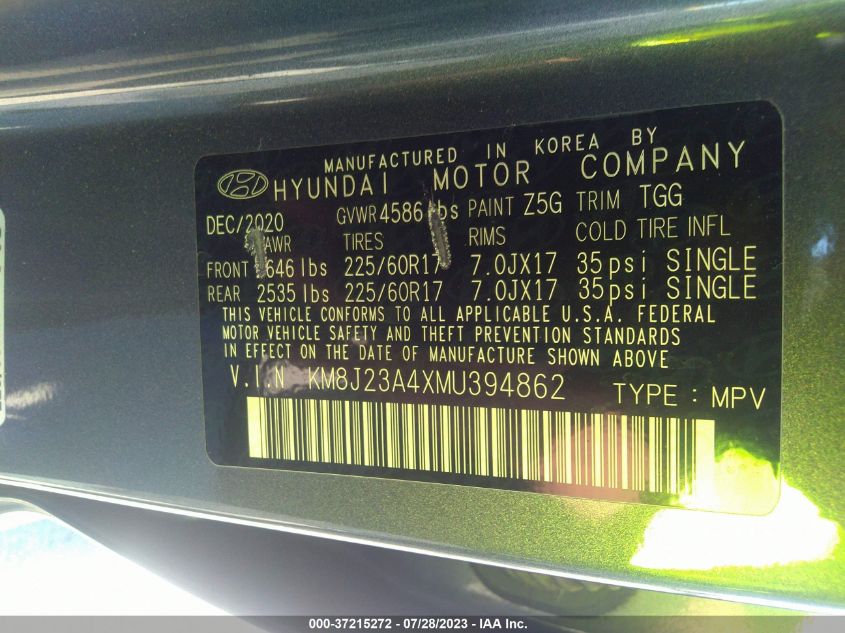 MANUFACTURED IN KOREA BY
HYUNDAI MOTOR COMPANY
DEC/2020 GVWR 4586 lbs PAINT Z5G TRIM TGG
TIRES RIMS COLD TIRE INFL
FRONT lbs 225/60R17 7.0JX17 35psi SINGLE
REAR 2535 lbs 225/60R17 7.0JX17 35psi SINGLE
THIS VEHICLE CONFORMS TO ALL APPLICABLE U.S.A. FEDERAL
MOTOR VEHICLE SAFETY AND THEFT PREVENTION STANDARDS
IN EFFECT ON THE DATE OF MANUFACTURE SHOWN ABOVE
V.I.N KM8J23A4XMU394862 TYPE : MPV
000-37215272 / 07/28/2023 / IAA Inc.